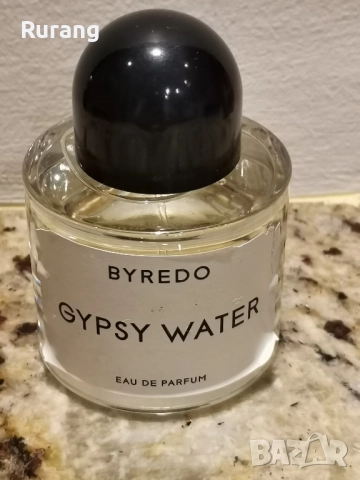 Rurang
BYREDO
GYPSY WATER
EAU DE PARFUM
BAZAR